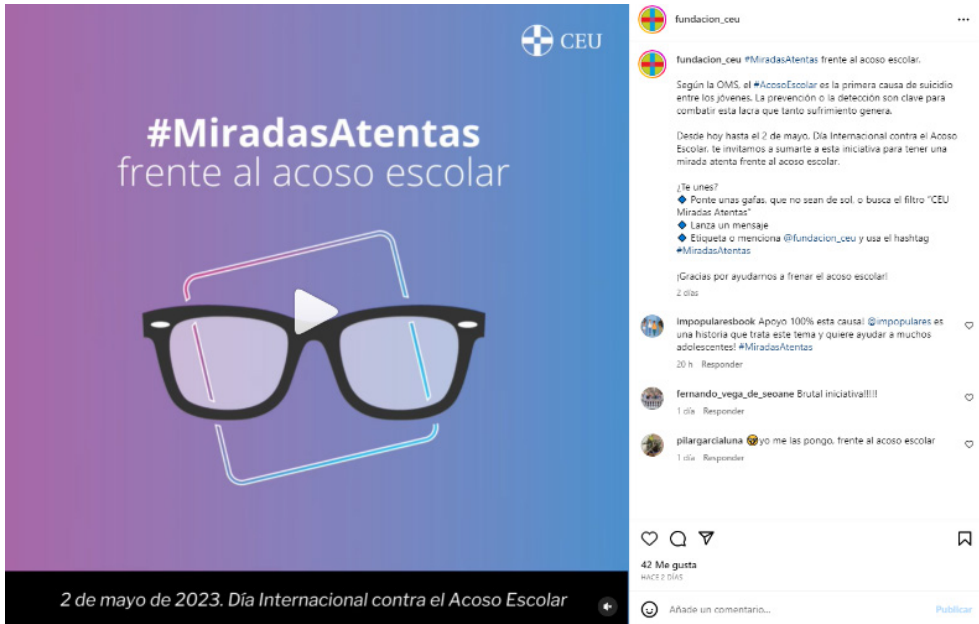 CEU
#MiradasAtentas
frente al acoso escolar
2 de mayo de 2023. Día Internacional contra el Acoso Escolar
fundacion_ceu
fundacion_ceu #MiradasAtentas frente al acoso escolar.
Según la OMS, el #AcosoEscolar es la primera causa de suicidio
entre los jóvenes. La prevención o la detección son clave para
combatir esta lacra que tanto sufrimiento genera.
Desde hoy hasta el 2 de mayo, Día Internacional contra el Acoso
Escolar, te invitamos a sumarte a esta iniciativa para tener una
mirada atenta frente al acoso escolar.
¿Te unes?
Ponte unas gafas, que no sean de sol, o busca el filtro "CEU
Miradas Atentas"
Lanza un mensaje
Etiqueta o menciona @fundacion_ceu y usa el hashtag
#MiradasAtentas
¡Gracias por ayudarnos a frenar el acoso escolar!
2 días
impopularesbook Apoyo 100% esta causa! @impopulares es
una historia que trata este tema y quiere ayudar a muchos
adolescentes! #MiradasAtentas
20 h Responder
fernando_vega_de_seoane Brutal iniciativa!!!!!
1 día Responder
pilargarcialuna yo me las pongo, frente al acoso escolar
1 día Responder
42 Me gusta
HACE 2 DÍAS
Añade un comentario...
Publicar